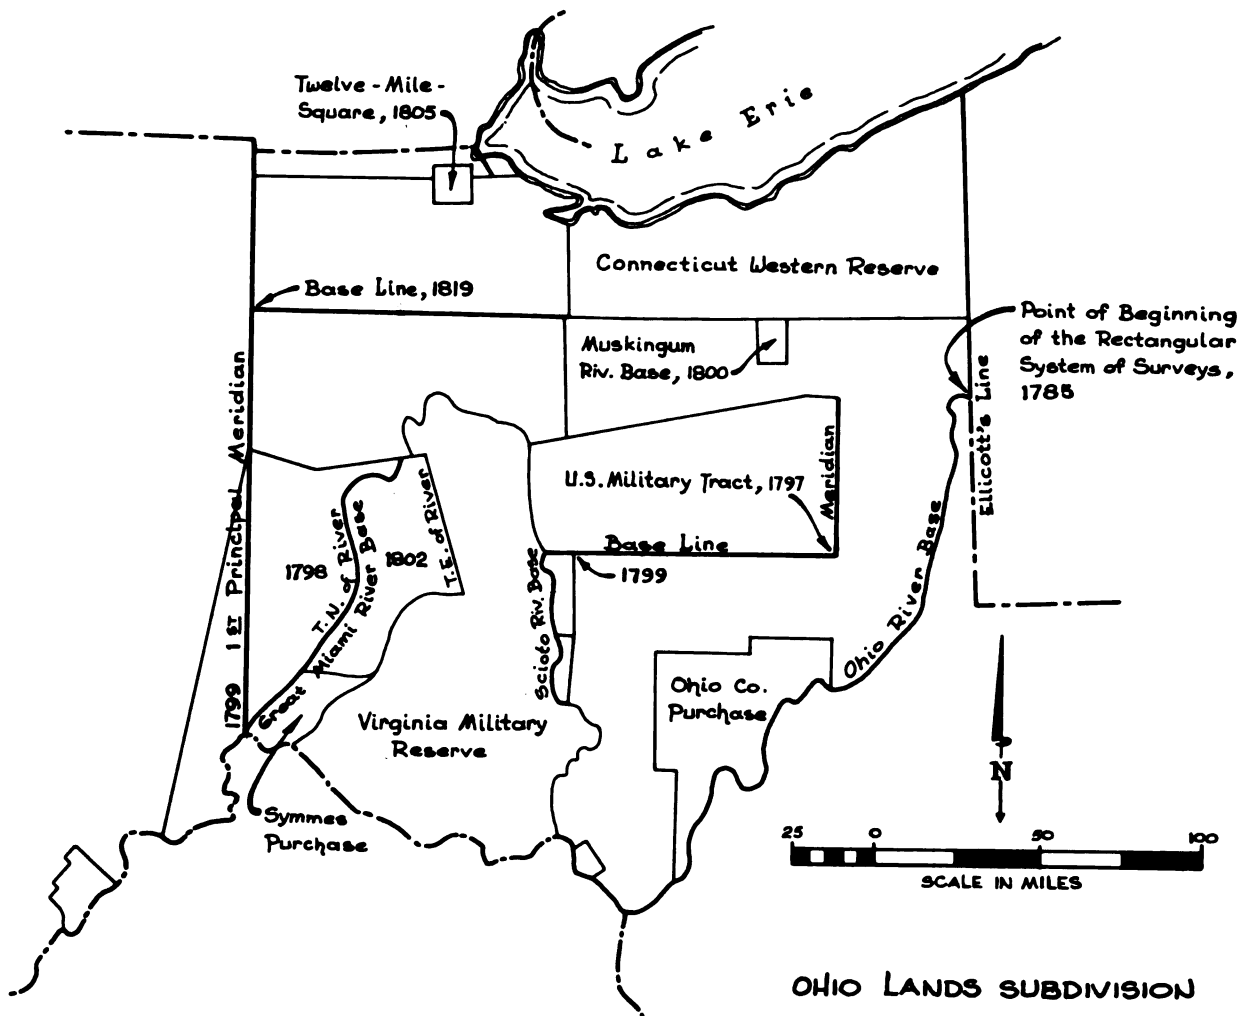 Twelve-Mile-
Square, 1805
Lake Erie
Connecticut Western Reserve
Base Line, 1819
Point of Beginning
of the Rectangular
System of Surveys,
1785
Muskingum
Riv. Base, 1800
Ellicott's Line
1799 1ST Principal Meridian
U.S. Military Tract, 1797
Meridian
Base Line
1799
1798
T.N. of River
Great Miami River Base
1802
T.E. of River
Scioto Riv. Base
Ohio River Base
Ohio Co.
Purchase
Virginia Military
Reserve
Symmes
Purchase
N
25 0 50 100
SCALE IN MILES
OHIO LANDS SUBDIVISION